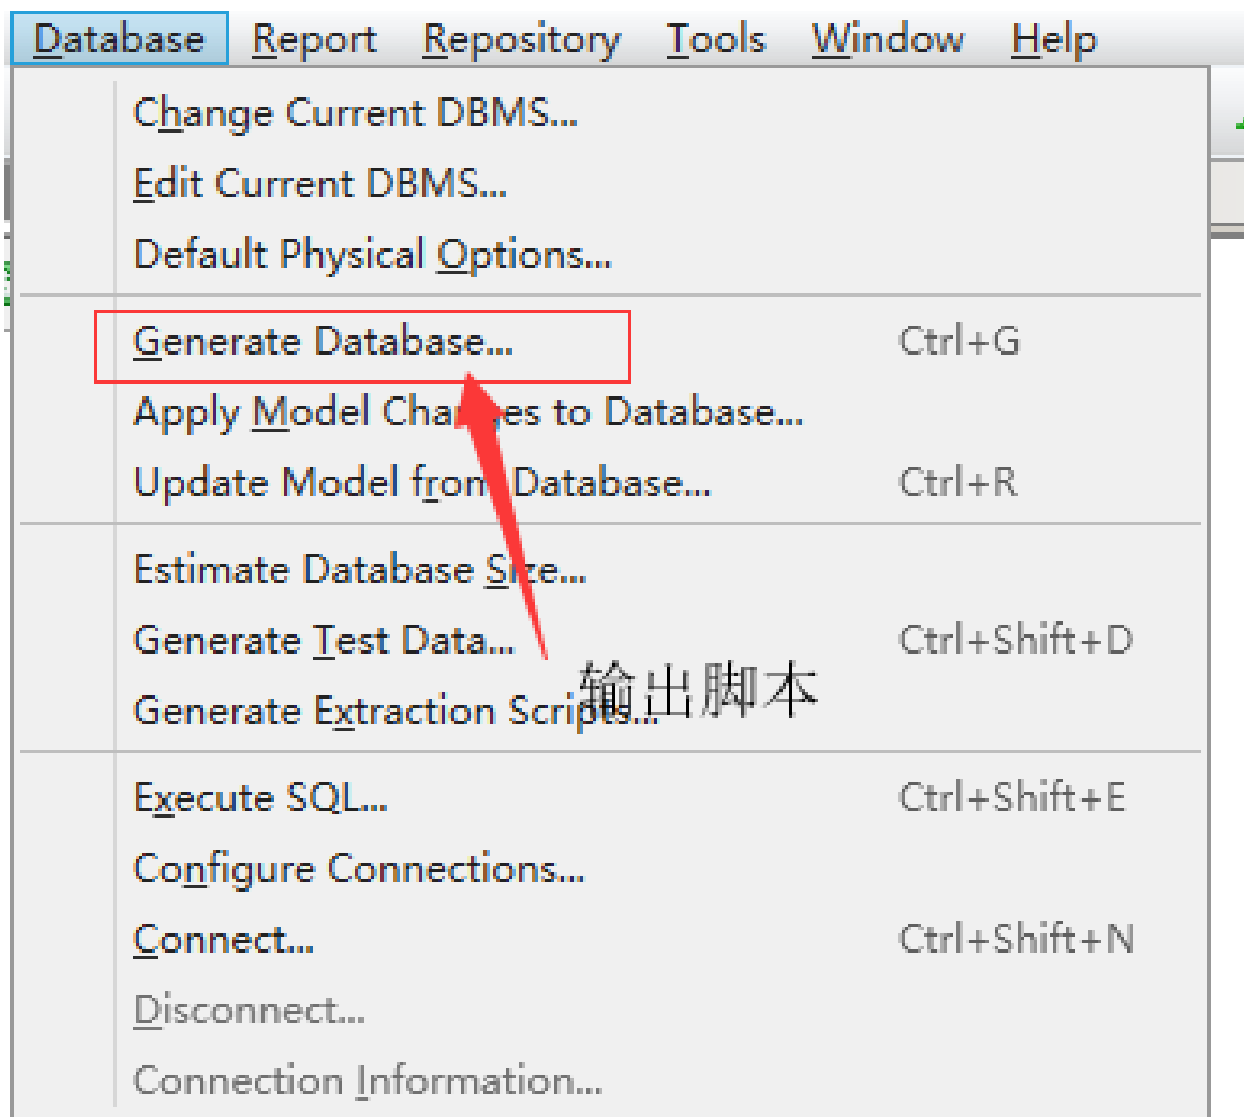 Database Report Repository Tools Window Help
Change Current DBMS...
Edit Current DBMS...
Default Physical Options...
Generate Database... Ctrl+G
Apply Model Changes to Database...
Update Model from Database... Ctrl+R
Estimate Database Size...
Generate Test Data... Ctrl+Shift+D
输出脚本
Generate Extraction Scripts...
Execute SQL... Ctrl+Shift+E
Configure Connections...
Connect... Ctrl+Shift+N
Disconnect...
Connection Information...